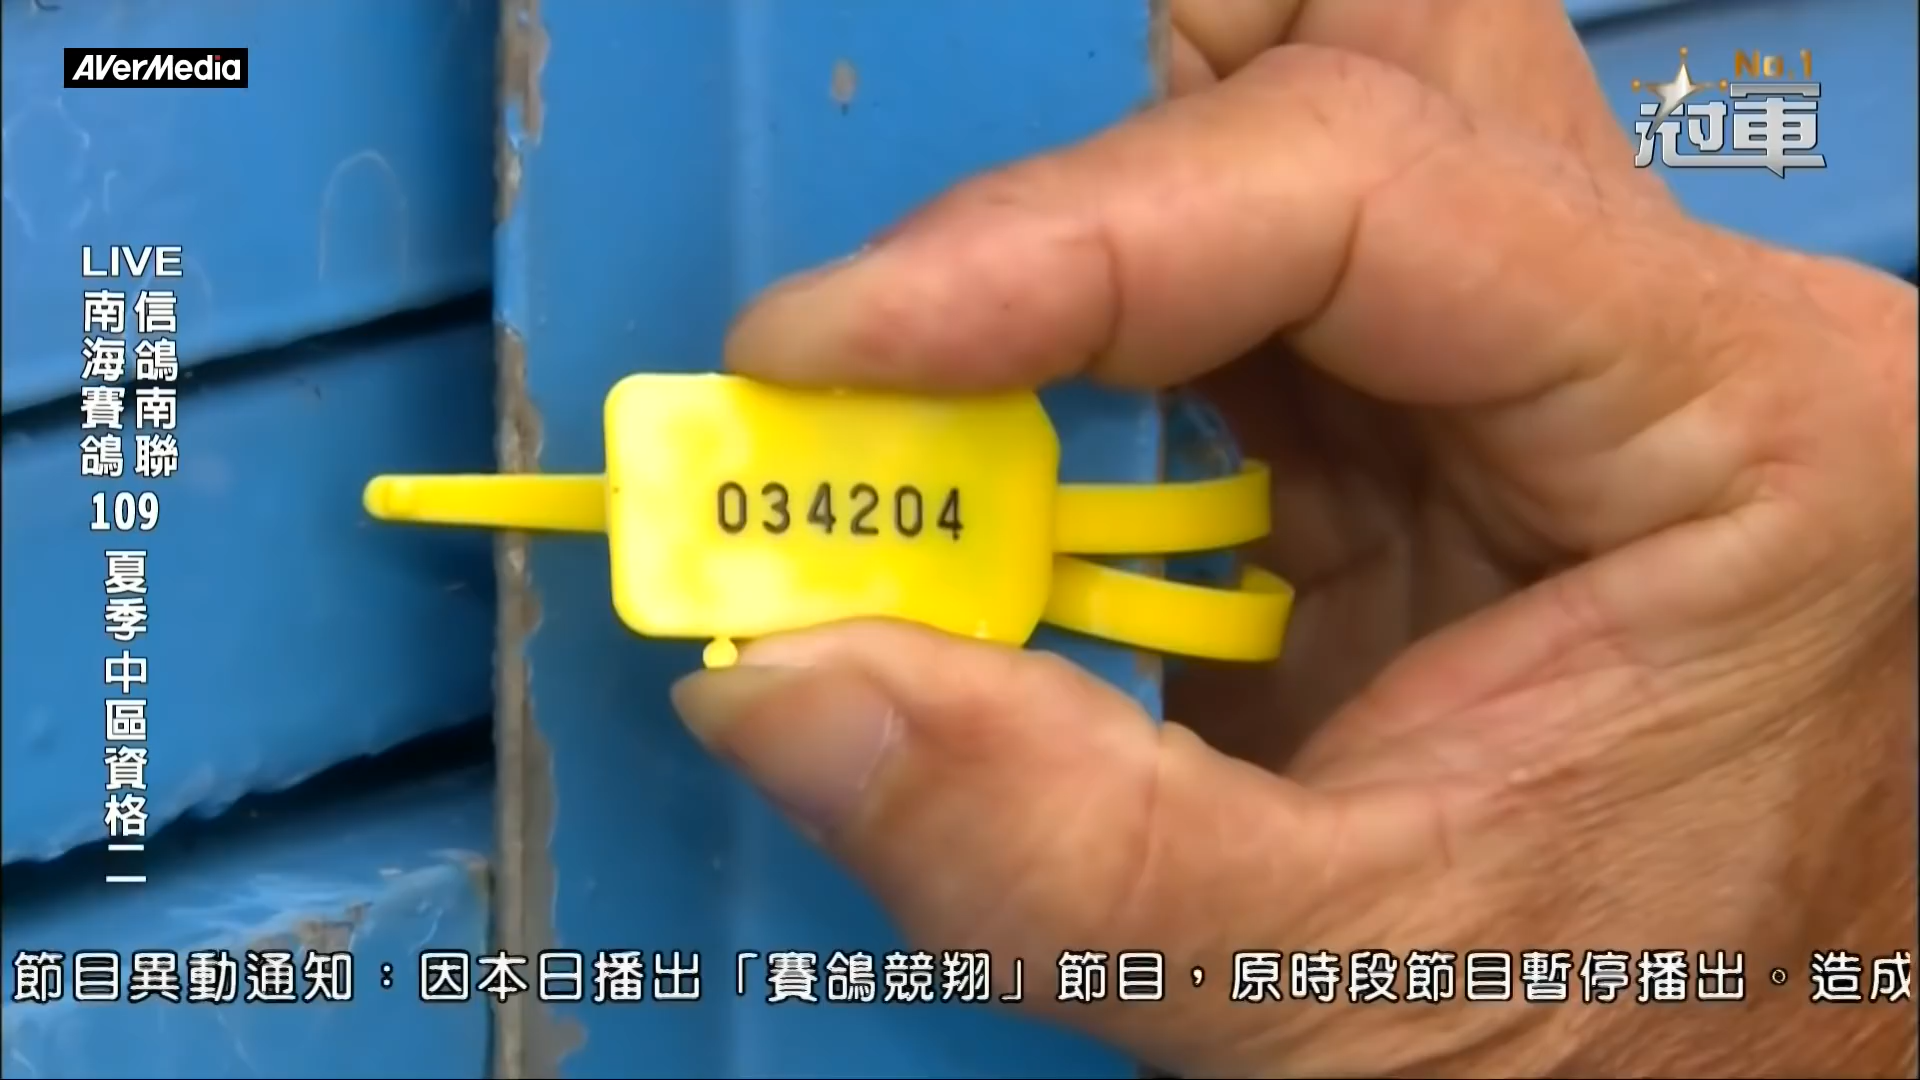 AVerMedia
No.1
冠軍
LIVE
信鴿南聯
南海賽鴿
109
夏季中區資格二
034204
節目異動通知：因本日播出「賽鴿競翔」節目，原時段節目暫停播出。造成